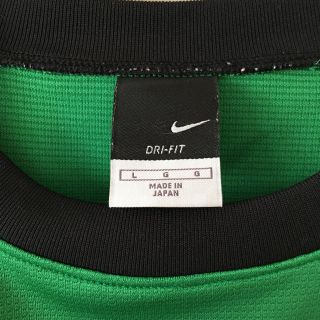 DRI-FIT
L G G
MADE IN
JAPAN